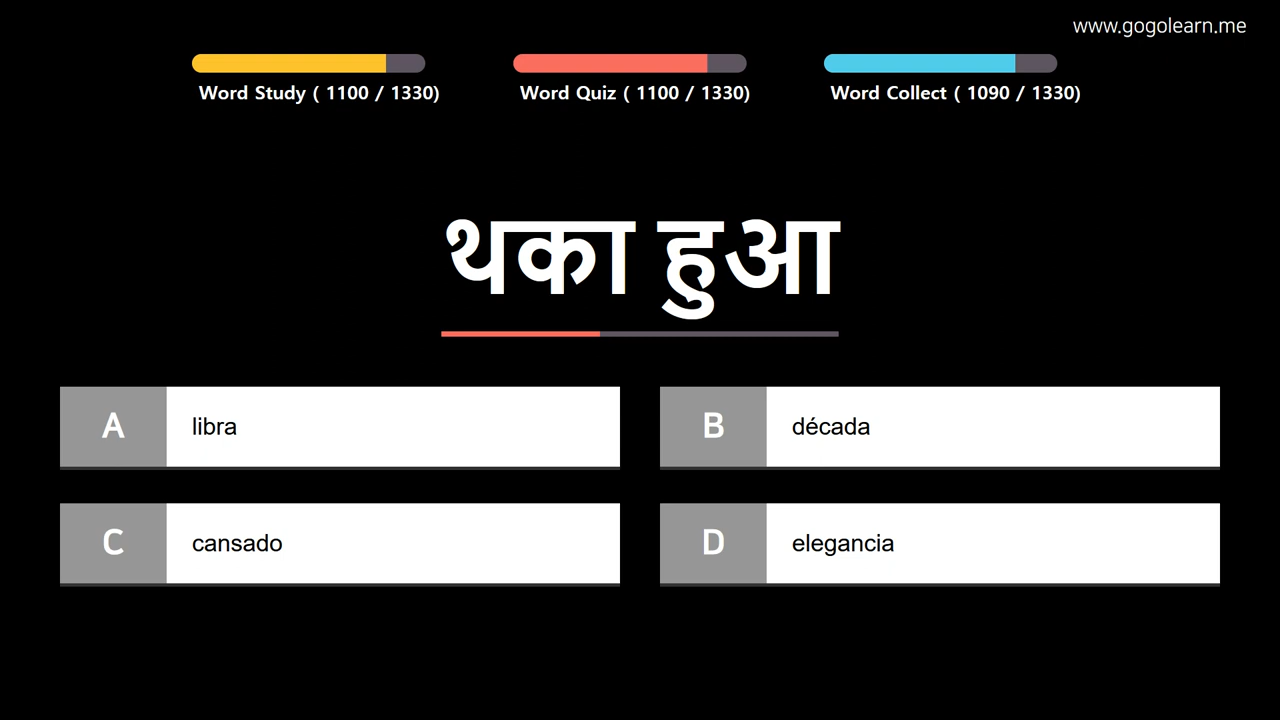 www.gogolearn.me
Word Study ( 1100 / 1330)
Word Quiz ( 1100 / 1330)
Word Collect ( 1090 / 1330)
थका हुआ
A libra
B década
C cansado
D elegancia